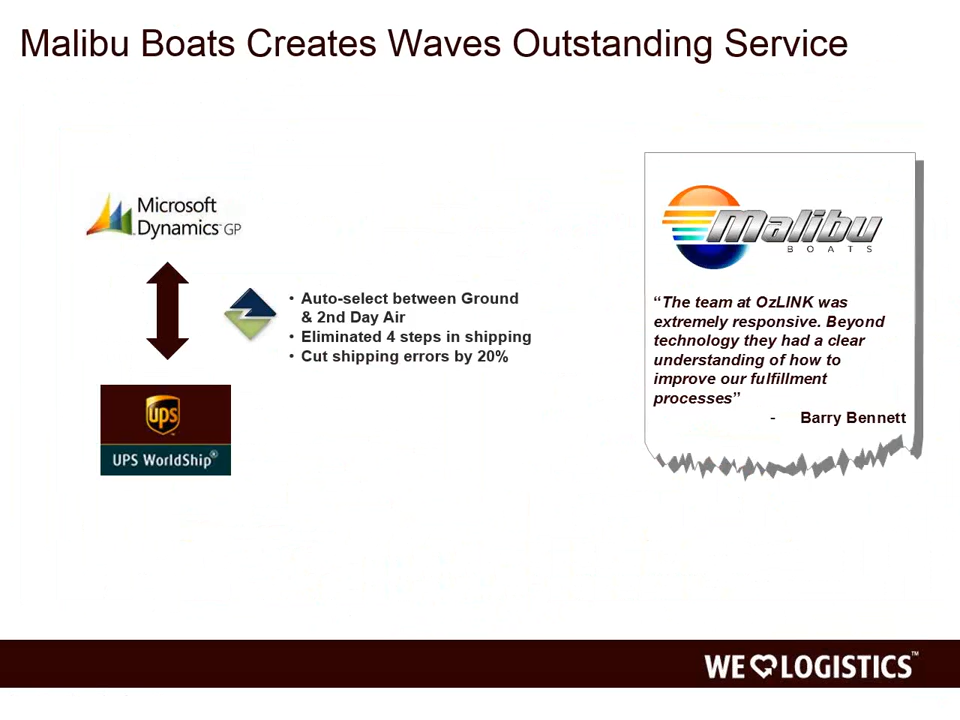 Malibu Boats Creates Waves Outstanding Service
Microsoft
Dynamics™ GP
• Auto-select between Ground
& 2nd Day Air
• Eliminated 4 steps in shipping
• Cut shipping errors by 20%
ups
UPS WorldShip®
Malibu
BOATS
“The team at OzLINK was
extremely responsive. Beyond
technology they had a clear
understanding of how to
improve our fulfillment
processes”
- Barry Bennett
WE LOGISTICS™